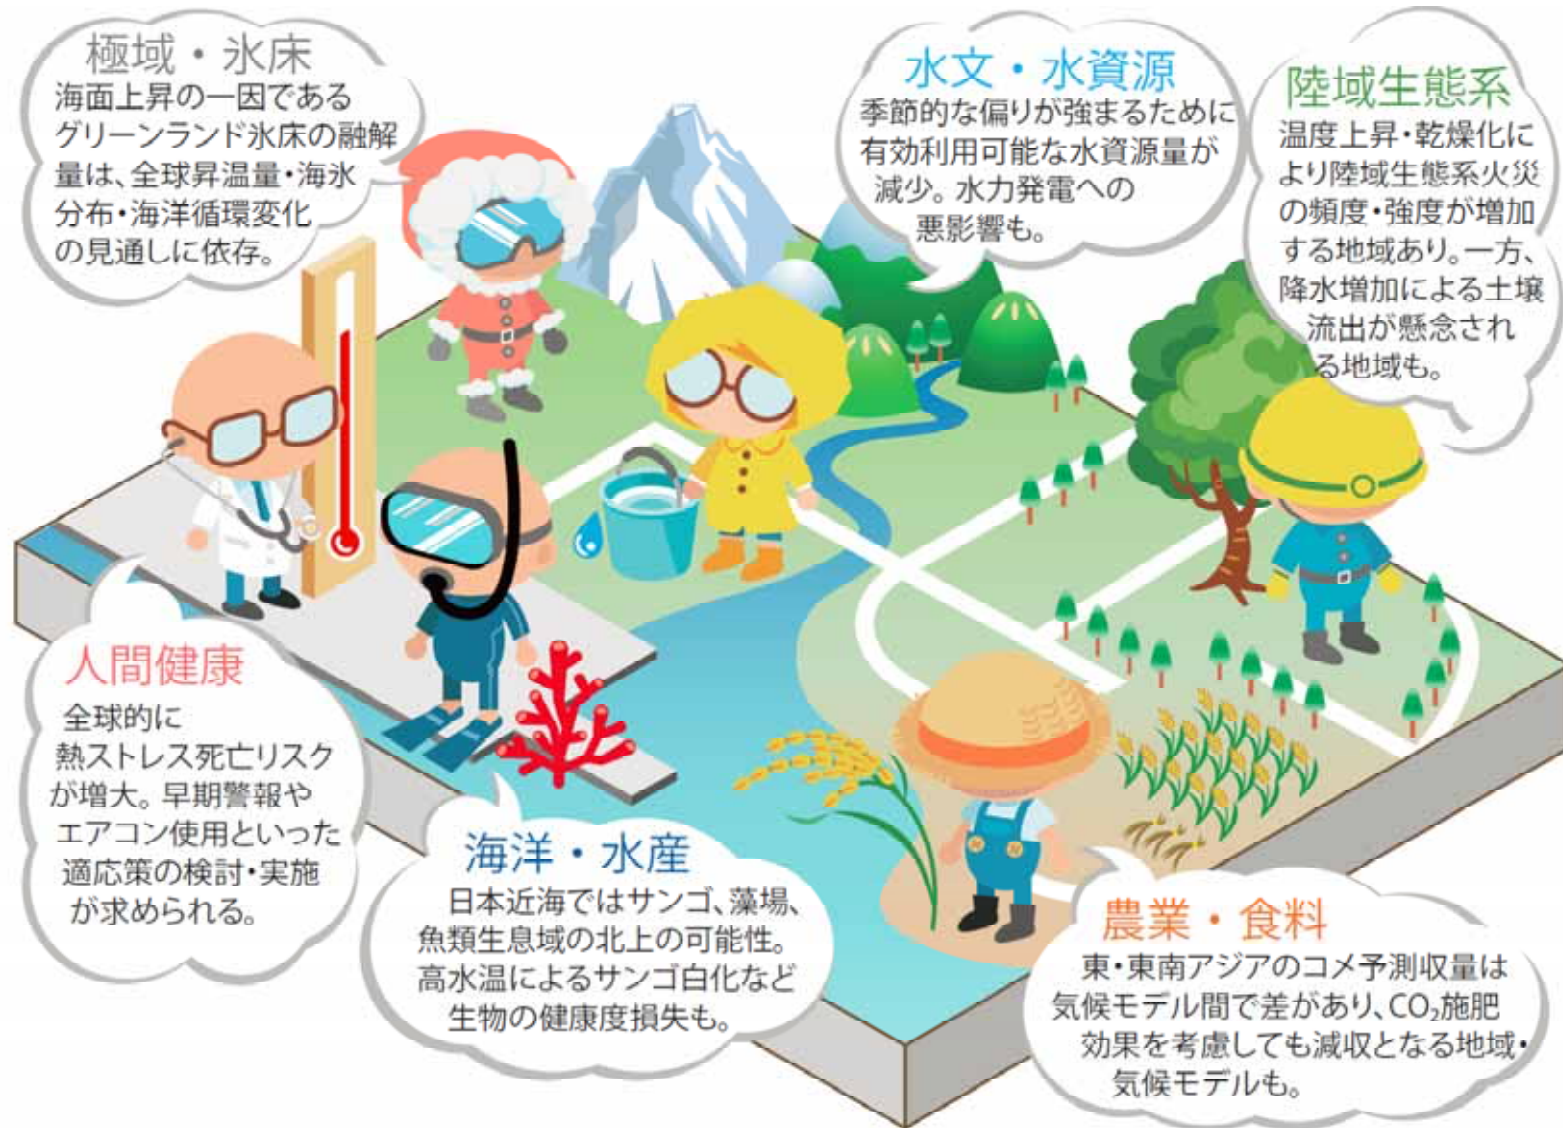 極域・氷床
海面上昇の一因である
グリーンランド氷床の融解
量は、全球昇温量・海氷
分布・海洋循環変化
の見通しに依存。
水文・水資源
季節的な偏りが強まるために
有効利用可能な水資源量が
減少。水力発電への
悪影響も。
陸域生態系
温度上昇・乾燥化に
より陸域生態系火災
の頻度・強度が増加
する地域あり。一方、
降水増加による土壌
流出が懸念され
る地域も。
人間健康
全球的に
熱ストレス死亡リスク
が増大。早期警報や
エアコン使用といった
適応策の検討・実施
が求められる。
海洋・水産
日本近海ではサンゴ、藻場、
魚類生息域の北上の可能性。
高水温によるサンゴ白化など
生物の健康度損失も。
農業・食料
東・東南アジアのコメ予測収量は
気候モデル間で差があり、CO₂施肥
効果を考慮しても減収となる地域・
気候モデルも。